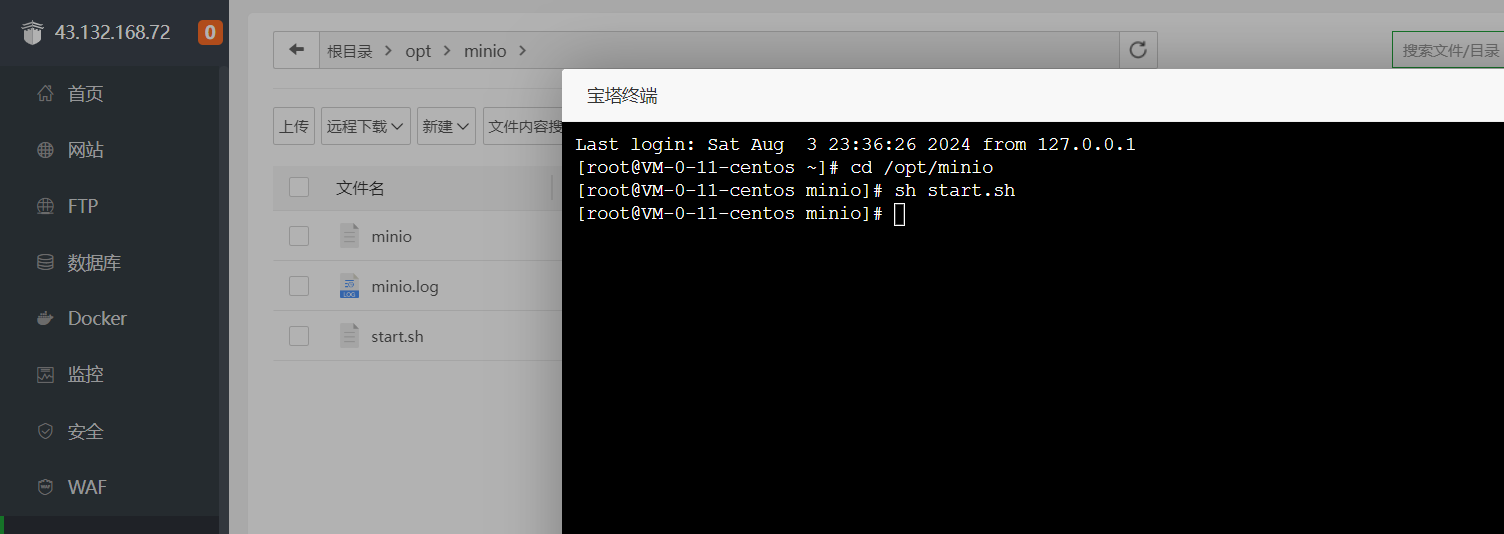 43.132.168.72 0
首页
网站
FTP
数据库
Docker
监控
安全
WAF
根目录 > opt > minio >
搜索文件/目录
上传 远程下载 新建 文件内容搜
文件名
minio
LOG minio.log
start.sh
宝塔终端
Last login: Sat Aug  3 23:36:26 2024 from 127.0.0.1
[root@VM-0-11-centos ~]# cd /opt/minio
[root@VM-0-11-centos minio]# sh start.sh
[root@VM-0-11-centos minio]#